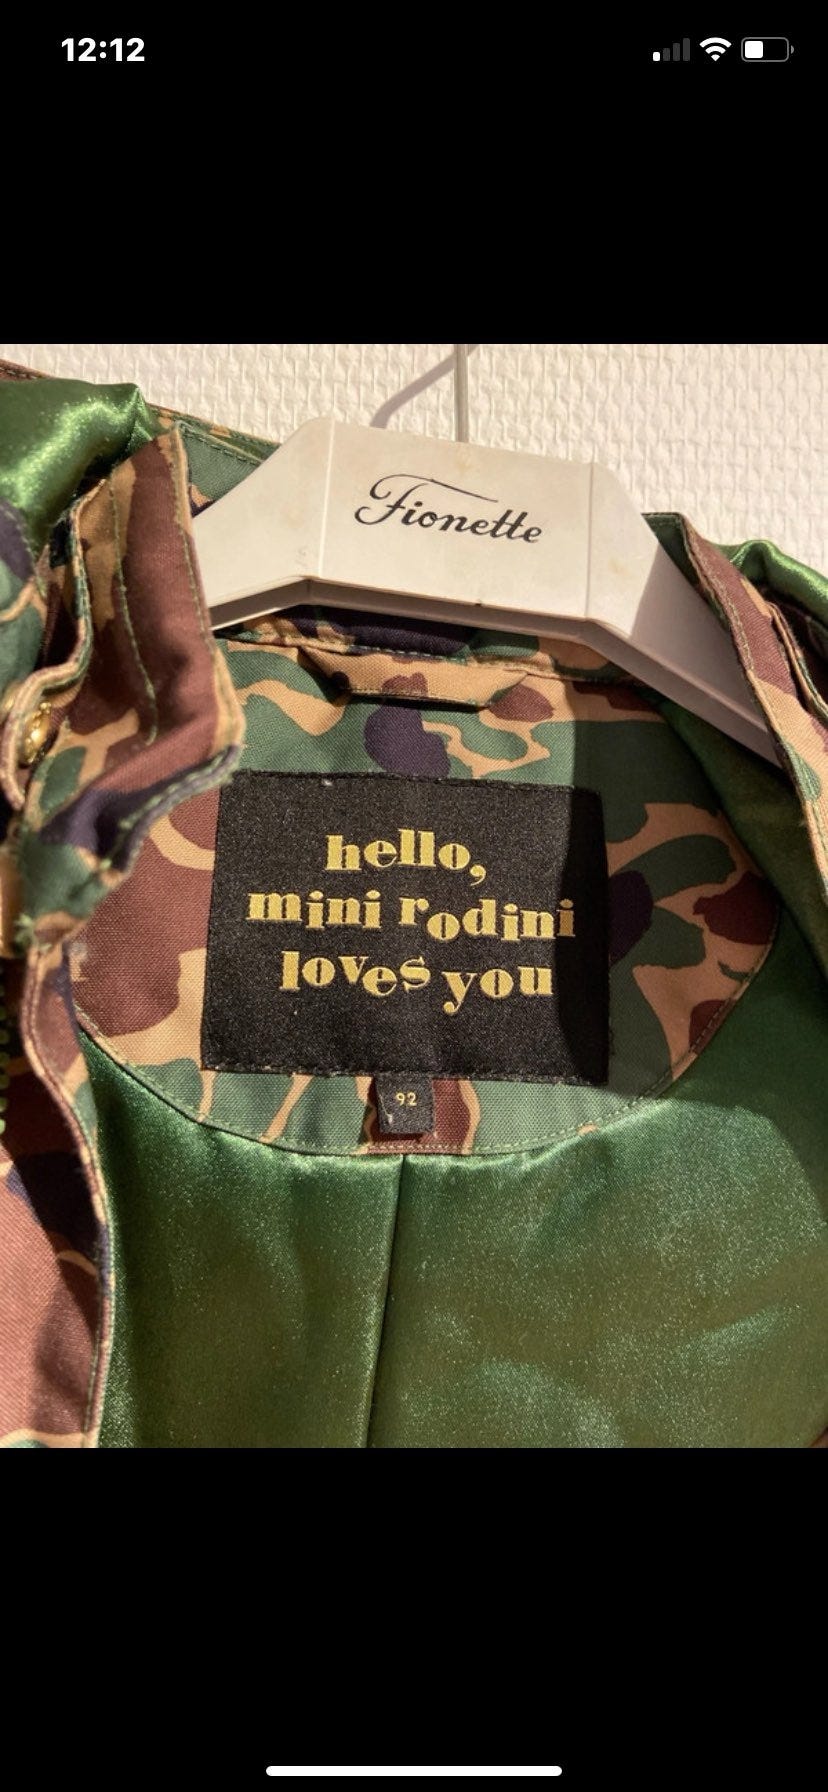 12:12
Fionette
hello,
mini rodini
loves you
92